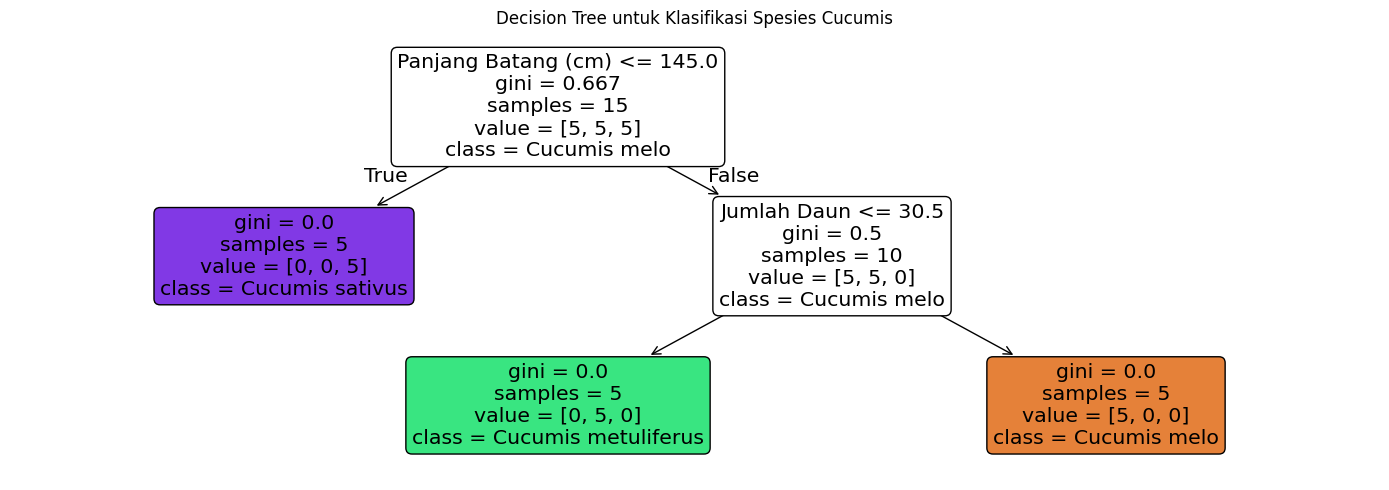 Decision Tree untuk Klasifikasi Spesies Cucumis
Panjang Batang (cm) <= 145.0
gini = 0.667
samples = 15
value = [5, 5, 5]
class = Cucumis melo
True
False
gini = 0.0
samples = 5
value = [0, 0, 5]
class = Cucumis sativus
Jumlah Daun <= 30.5
gini = 0.5
samples = 10
value = [5, 5, 0]
class = Cucumis melo
gini = 0.0
samples = 5
value = [0, 5, 0]
class = Cucumis metuliferus
gini = 0.0
samples = 5
value = [5, 0, 0]
class = Cucumis melo